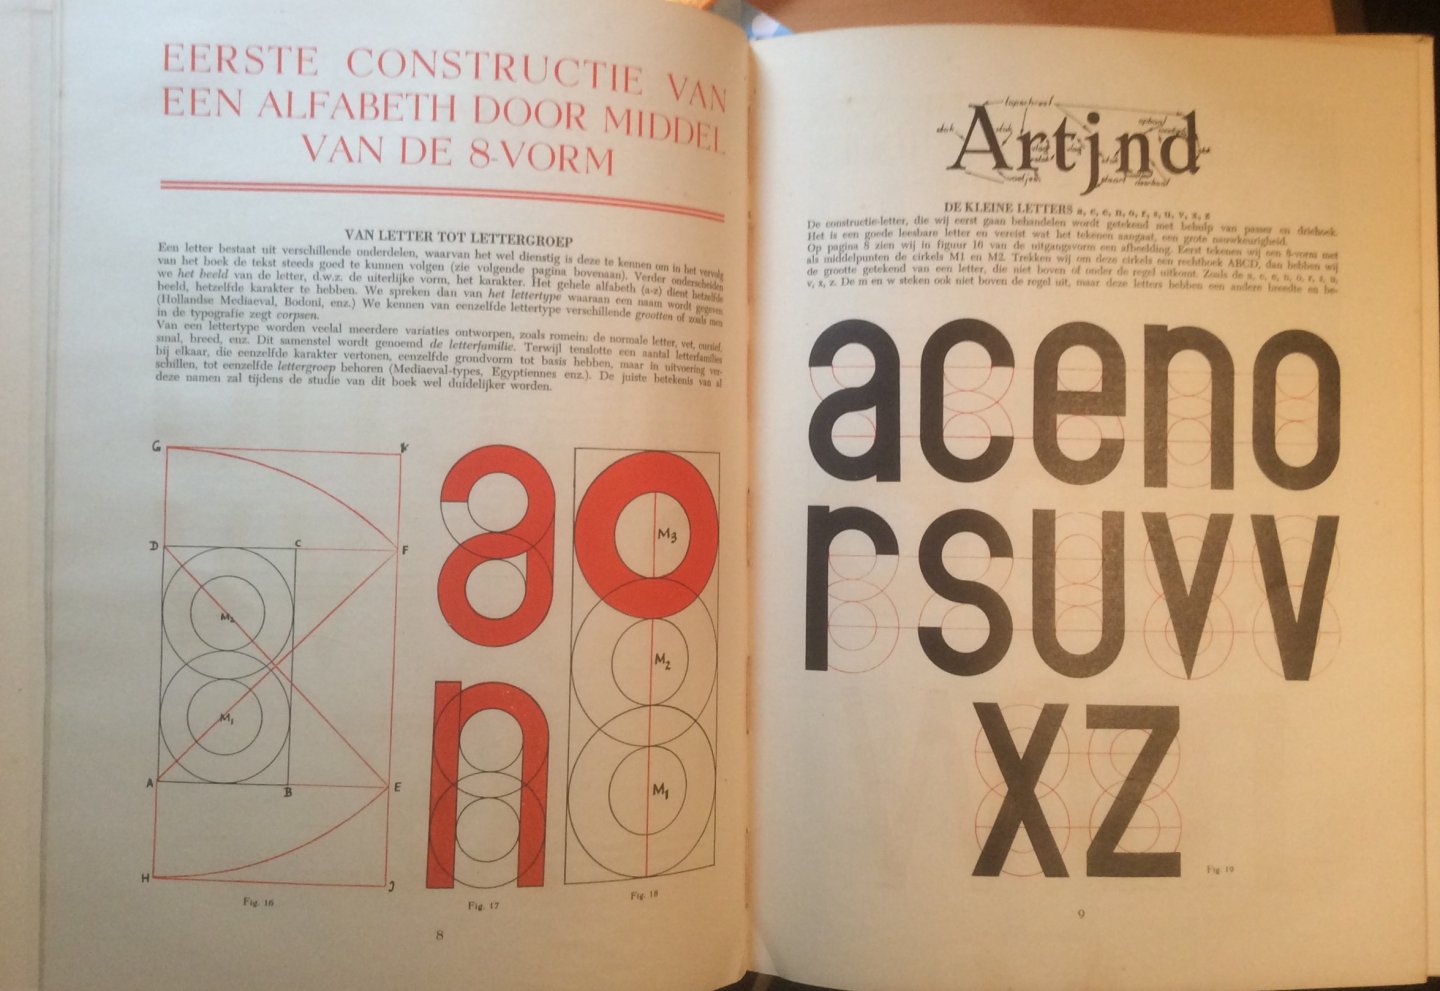 EERSTE CONSTRUCTIE VAN
EEN ALFABETH DOOR MIDDEL
VAN DE 8-VORM
VAN LETTER TOT LETTERGROEP
Een letter bestaat uit verschillende onderdelen, waarvan het wel dienstig is deze te kennen om in het vervolg
van het boek de tekst steeds goed te kunnen volgen (zie volgende pagina bovenaan). Verder onderscheiden
we het beeld van de letter, d.w.z. de uiterlijke vorm, het karakter. Het gehele alfabeth (a-z) dient hetzelfde
beeld, hetzelfde karakter te hebben. We spreken dan van het lettertype waaraan een naam wordt gegeven
(Hollandse Mediaeval, Bodoni, enz.) We kennen van eenzelfde lettertype verschillende grootten of zoals men
in de typografie zegt corpsen.
Van een lettertype worden veelal meerdere variaties ontworpen, zoals romein: de normale letter, vet, cursief,
smal, breed, enz. Dit samenstel wordt genoemd de letterfamilie. Terwijl tenslotte een aantal letterfamilies
bij elkaar, die eenzelfde karakter vertonen, eenzelfde grondvorm tot basis hebben, maar in uitvoering ver-
schillen, tot eenzelfde lettergroep behoren (Mediaeval-types, Egyptiennes enz.). De juiste betekenis van al
deze namen zal tijdens de studie van dit boek wel duidelijker worden.
G K
D C F
M2
M1
A B E
H J
Fig. 16
a
n
Fig. 17
M3
M2
M1
Fig. 18
8
topschreef
Artjnd
DE KLEINE LETTERS a, c, e, n, o, r, s, u, v, x, z
De constructie-letter, die wij eerst gaan behandelen wordt getekend met behulp van passer en driehoek.
Het is een goede leesbare letter en vereist wat het tekenen aangaat, een grote nauwkeurigheid.
Op pagina 8 zien wij in figuur 16 van de uitgangsvorm een afbeelding. Eerst tekenen wij een 8-vorm met
als middelpunten de cirkels M1 en M2. Trekken wij om deze cirkels een rechthoek ABCD, dan hebben wij
de grootte getekend van een letter, die niet boven of onder de regel uitkomt. Zoals de a, c, e, n, o, r, s, u,
v, x, z. De m en w steken ook niet boven de regel uit, maar deze letters hebben een andere breedte en be-
aceno
rsuvv
xz
Fig. 19
9